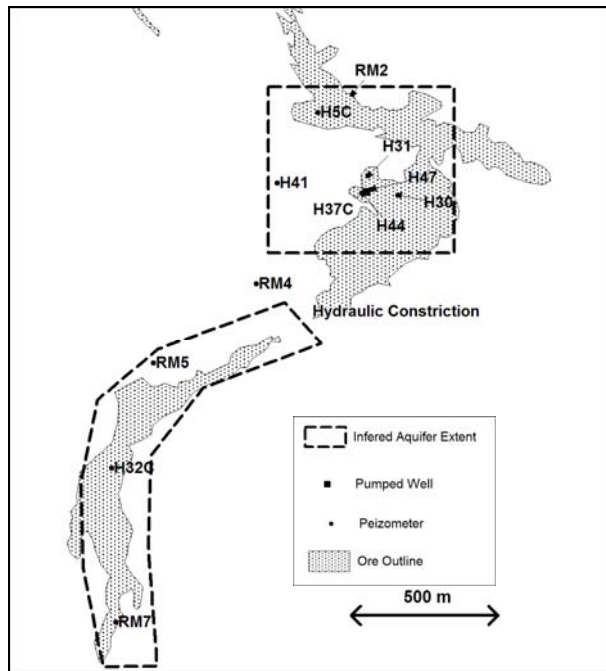 RM2
H5C
H31
H41
H47
H37C
H30
H44
RM4
Hydraulic Constriction
RM5
Infered Aquifer Extent
H32C
Pumped Well
Peizometer
Ore Outline
500 m
RM7